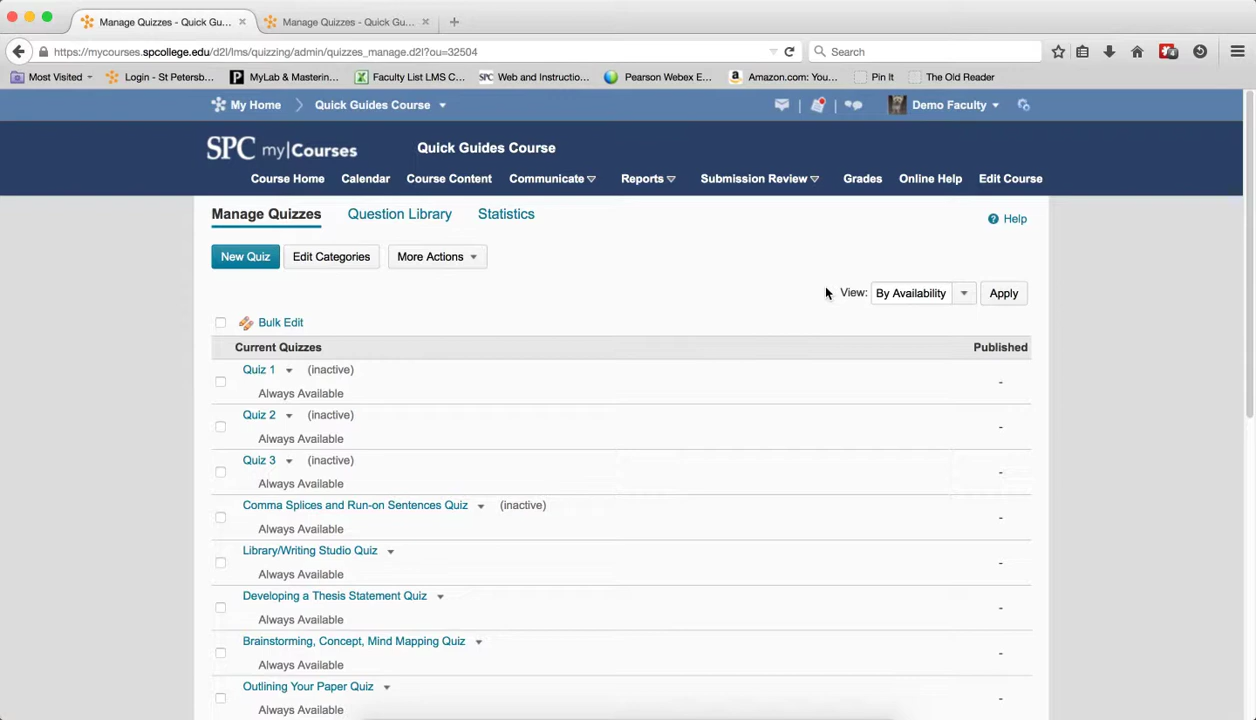 Manage Quizzes - Quick Gu...
Manage Quizzes - Quick Gu...
https://mycourses.spcollege.edu/d2l/lms/quizzing/admin/quizzes_manage.d2l?ou=32504
Search
Most Visited
Login - St Petersb...
MyLab & Mastering...
Faculty List LMS C...
SPC Web and Instructio...
Pearson Webex E...
Amazon.com: You...
Pin It
The Old Reader
My Home
Quick Guides Course
Demo Faculty
SPC my|Courses
Quick Guides Course
Course Home
Calendar
Course Content
Communicate
Reports
Submission Review
Grades
Online Help
Edit Course
Manage Quizzes
Question Library
Statistics
Help
New Quiz
Edit Categories
More Actions
View: By Availability
Apply
Bulk Edit
Current Quizzes
Published
Quiz 1 (inactive)
Always Available
-
Quiz 2 (inactive)
Always Available
-
Quiz 3 (inactive)
Always Available
-
Comma Splices and Run-on Sentences Quiz (inactive)
Always Available
-
Library/Writing Studio Quiz
Always Available
-
Developing a Thesis Statement Quiz
Always Available
-
Brainstorming, Concept, Mind Mapping Quiz
Always Available
-
Outlining Your Paper Quiz
Always Available
-